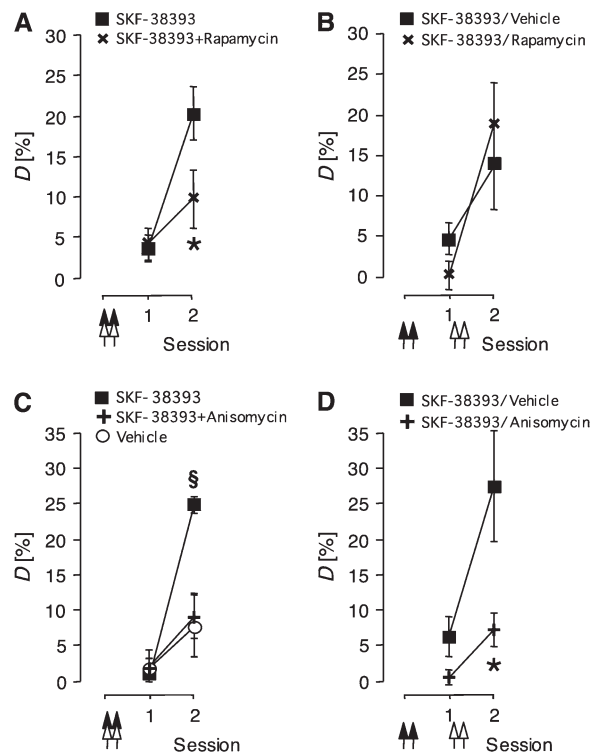 A
SKF-38393
SKF-38393+Rapamycin
30
25
20
15
10
5
0
D [%]
*
1 2
Session
B
SKF-38393/Vehicle
SKF-38393/Rapamycin
30
25
20
15
10
5
0
D [%]
1 2
Session
C
SKF-38393
SKF-38393+Anisomycin
Vehicle
35
30
25
20
15
10
5
0
D [%]
§
1 2
Session
D
SKF-38393/Vehicle
SKF-38393/Anisomycin
35
30
25
20
15
10
5
0
D [%]
*
1 2
Session